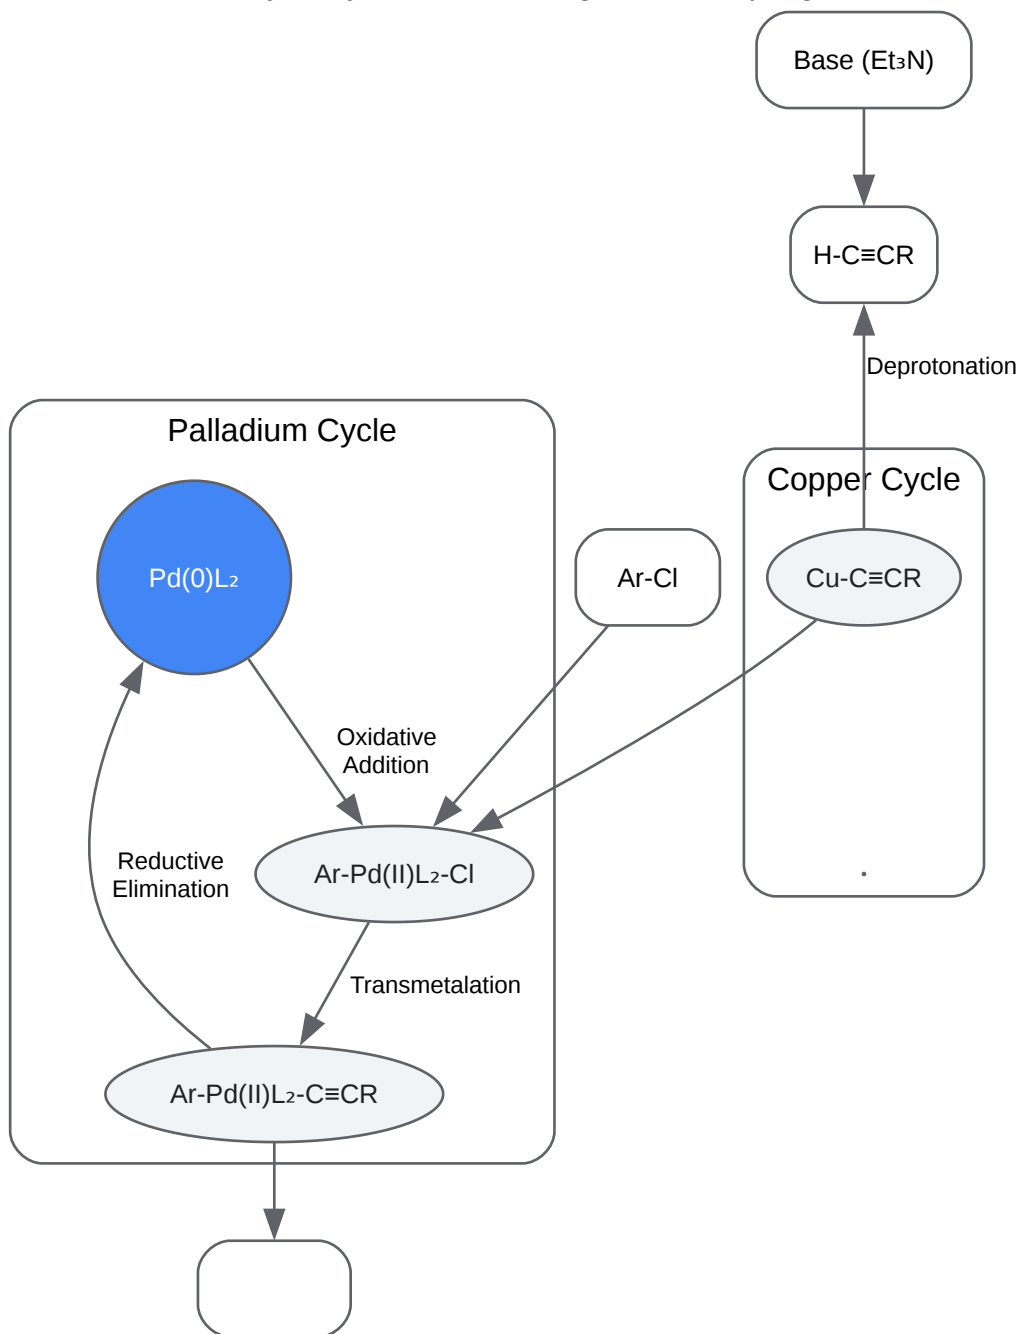 Base (Et₃N)
H-C≡CR
Deprotonation
Palladium Cycle
Copper Cycle
Pd(0)L₂
Ar-Cl
Cu-C≡CR
Oxidative
Addition
Reductive
Elimination
Ar-Pd(II)L₂-Cl
Transmetalation
Ar-Pd(II)L₂-C≡CR